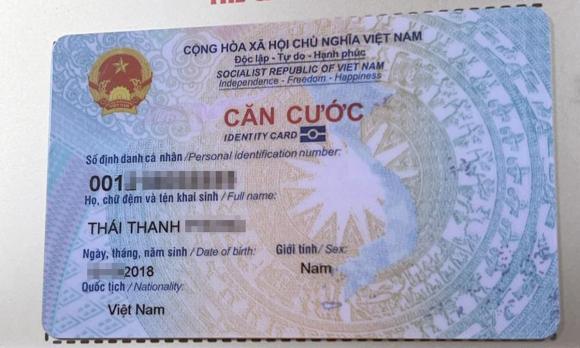 CỘNG HÒA XÃ HỘI CHỦ NGHĨA VIỆT NAM
Độc lập - Tự do - Hạnh phúc
SOCIALIST REPUBLIC OF VIET NAM
Independence - Freedom - Happiness
CĂN CƯỚC
IDENTITY CARD
Số định danh cá nhân / Personal identification number:
001
Họ, chữ đệm và tên khai sinh / Full name:
THÁI THANH
Ngày, tháng, năm sinh / Date of birth: Giới tính / Sex:
2018 Nam
Quốc tịch / Nationality:
Việt Nam